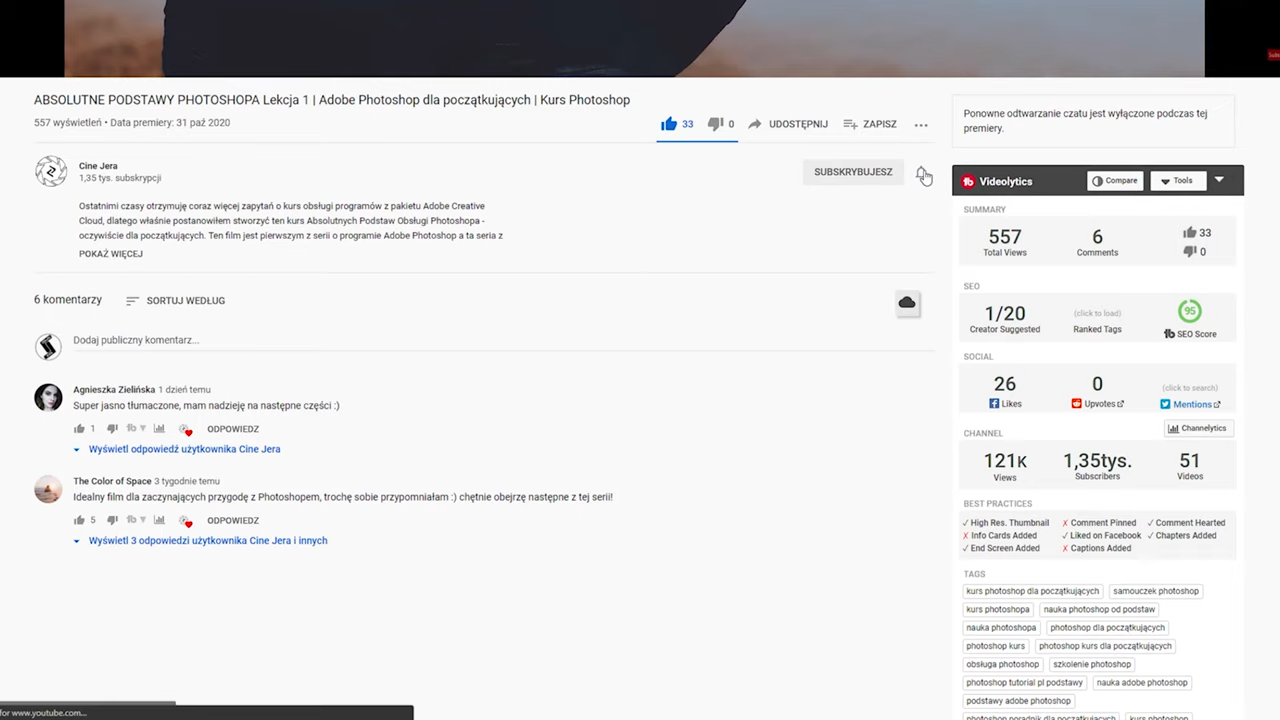 ABSOLUTNE PODSTAWY PHOTOSHOPA Lekcja 1 | Adobe Photoshop dla początkujących | Kurs Photoshop
557 wyświetleń • Data premiery: 31 paź 2020
33 0 UDOSTĘPNIJ ZAPISZ ...
Cine Jera
1,35 tys. subskrypcji
SUBSKRYBUJESZ
Ostatnimi czasy otrzymuję coraz więcej zapytań o kurs obsługi programów z pakietu Adobe Creative
Cloud, dlatego właśnie postanowiłem stworzyć ten kurs Absolutnych Podstaw Obsługi Photoshopa -
oczywiście dla początkujących. Ten film jest pierwszym z serii o programie Adobe Photoshop a ta seria z
POKAŻ WIĘCEJ
6 komentarzy SORTUJ WEDŁUG
Dodaj publiczny komentarz...
Agnieszka Zielińska 1 dzień temu
Super jasno tłumaczone, mam nadzieję na następne części :)
1 ODPOWIEDZ
Wyświetl odpowiedź użytkownika Cine Jera
The Color of Space 3 tygodnie temu
Idealny film dla zaczynających przygodę z Photoshopem, trochę sobie przypomniałam :) chętnie obejrzę następne z tej serii!
5 ODPOWIEDZ
Wyświetl 3 odpowiedzi użytkownika Cine Jera i innych
for www.youtube.com...
Ponowne odtwarzanie czatu jest wyłączone podczas tej
premiery.
Videolytics Compare Tools
SUMMARY
557 6 33
Total Views Comments 0
SEO
1/20 (click to load) 95
Creator Suggested Ranked Tags SEO Score
SOCIAL
26 0 (click to search)
Likes Upvotes Mentions
CHANNEL Channelytics
121K 1,35tys. 51
Views Subscribers Videos
BEST PRACTICES
✓ High Res. Thumbnail ✗ Comment Pinned ✓ Comment Hearted
✗ Info Cards Added ✓ Liked on Facebook ✓ Chapters Added
✓ End Screen Added ✗ Captions Added
TAGS
kurs photoshop dla początkujących samouczek photoshop
kurs photoshopa nauka photoshop od podstaw
nauka photoshopa photoshop dla początkujących
photoshop kurs photoshop kurs dla początkujących
obsługa photoshop szkolenie photoshop
photoshop tutorial pl podstawy nauka adobe photoshop
podstawy adobe photoshop
photoshop poradnik dla początkujących kurs photoshop